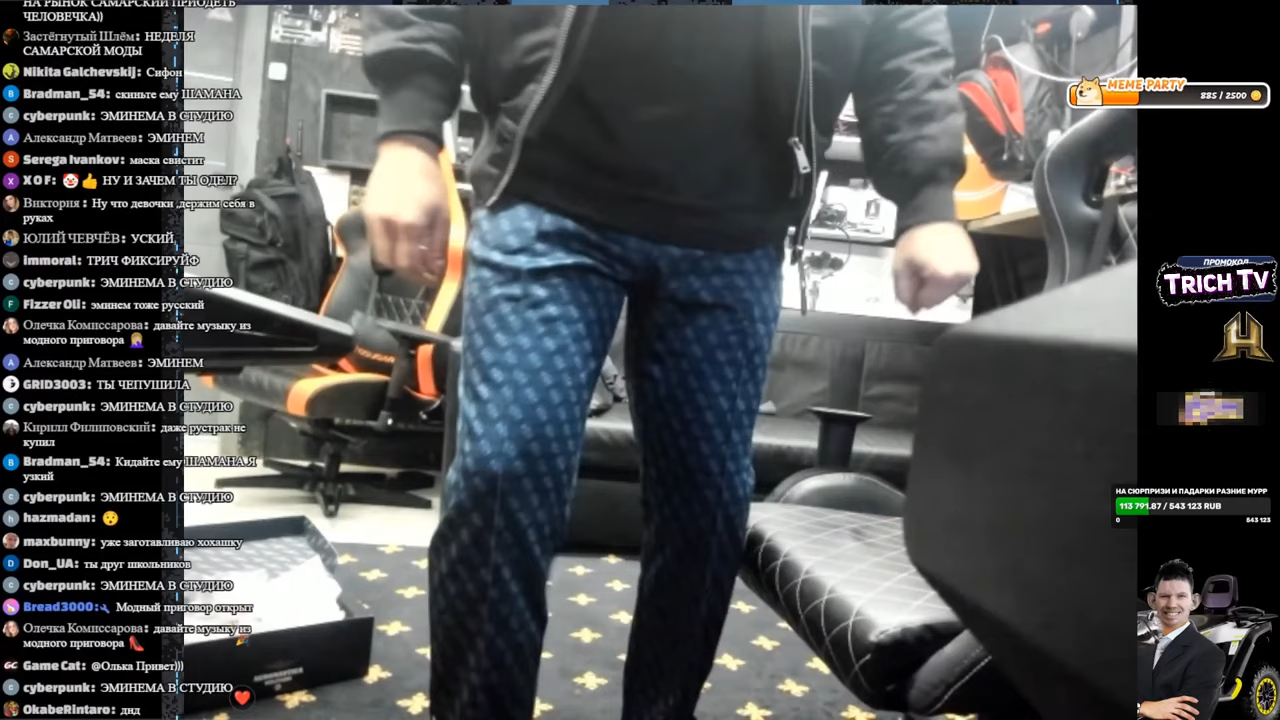 НА РЫНОК САМАРСКИЙ ПРИОДЕТЬ
ЧЕЛОВЕЧКА))
Застёгнутый Шлём: НЕДЕЛЯ
САМАРСКОЙ МОДЫ
Nikita Galchevskij: Сифон
Bradman_54: скиньте ему ШАМАНА
cyberpunk: ЭМИНЕМА В СТУДИЮ
Александр Матвеев: ЭМИНЕМ
Serega Ivankov: маска свистит
X O F: 🤡👍 НУ И ЗАЧЕМ ТЫ ОДЕЛ?
Виктория : Ну что девочки ,держим себя в
руках
ЮЛИЙ ЧЕВЧЁВ: УСКИЙ
immoral: ТРИЧ ФИКСИРУЙФ
cyberpunk: ЭМИНЕМА В СТУДИЮ
Fizzer Oli: эминем тоже русский
Олечка Комиссарова: давайте музыку из
модного приговора 🤦‍♀️
Александр Матвеев: ЭМИНЕМ
GRID3003: ТЫ ЧЕПУШИЛА
cyberpunk: ЭМИНЕМА В СТУДИЮ
Кирилл Филиповский: даже рустрак не
купил
Bradman_54: Кидайте ему ШАМАНА Я
узкий
cyberpunk: ЭМИНЕМА В СТУДИЮ
hazmadan: 😯
maxbunny: уже заготавливаю хохашку
Don_UA: ты друг школьников
cyberpunk: ЭМИНЕМА В СТУДИЮ
Bread3000: Модный приговор открыт
Олечка Комиссарова: давайте музыку из
модного приговора 👠
Game Cat: @Олька Привет)))
cyberpunk: ЭМИНЕМА В СТУДИЮ
OkabeRintaro: днд
MEME PARTY
885 / 2500
ПРОМОКОД
TRICH TV
НА СЮРПРИЗИ И ПАДАРКИ РАЗНИЕ МУРР
113 791.87 / 543 123 RUB
0 543 123